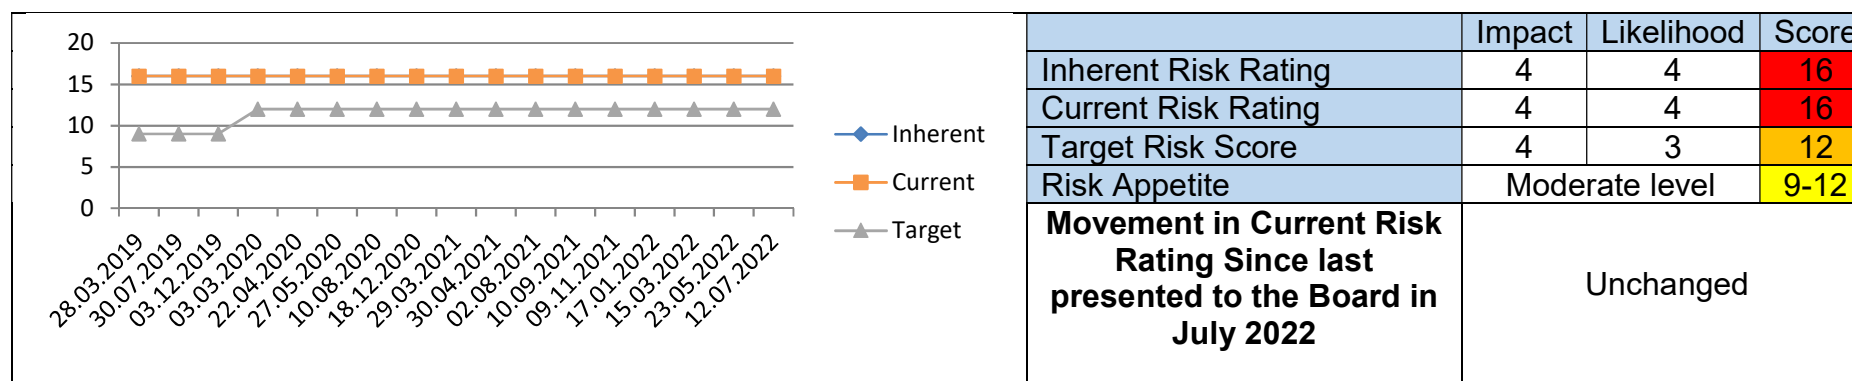 20
15
10
5
0
28.03.2019
30.07.2019
03.12.2019
03.03.2020
22.04.2020
27.05.2020
10.08.2020
18.12.2020
29.03.2021
30.04.2021
02.08.2021
10.09.2021
09.11.2021
17.01.2022
15.03.2022
23.05.2022
12.07.2022
Inherent
Current
Target
Impact Likelihood Score
Inherent Risk Rating 4 4 16
Current Risk Rating 4 4 16
Target Risk Score 4 3 12
Risk Appetite Moderate level 9-12
Movement in Current Risk
Rating Since last
presented to the Board in
July 2022
Unchanged